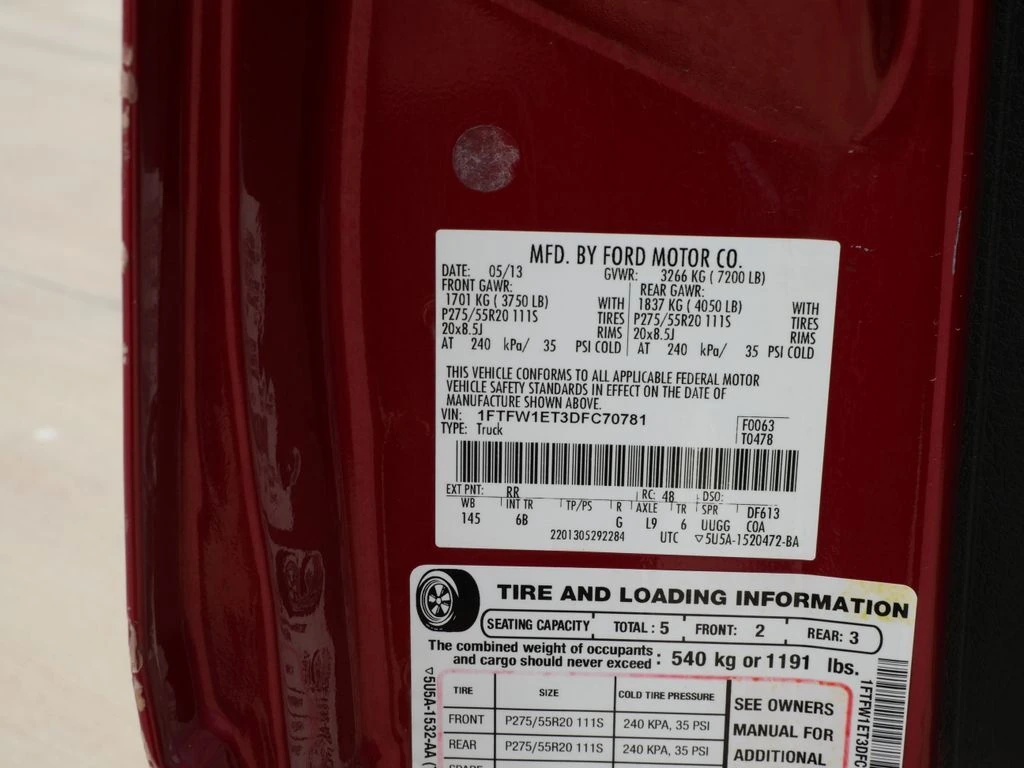 MFD. BY FORD MOTOR CO.
DATE: 05/13 GVWR: 3266 KG ( 7200 LB)
FRONT GAWR: REAR GAWR:
1701 KG ( 3750 LB) WITH 1837 KG ( 4050 LB) WITH
P275/55R20 111S TIRES P275/55R20 111S TIRES
20x8.5J RIMS 20x8.5J RIMS
AT 240 kPa/ 35 PSI COLD AT 240 kPa/ 35 PSI COLD
THIS VEHICLE CONFORMS TO ALL APPLICABLE FEDERAL MOTOR
VEHICLE SAFETY STANDARDS IN EFFECT ON THE DATE OF
MANUFACTURE SHOWN ABOVE.
VIN: 1FTFW1ET3DFC70781
TYPE: Truck
F0063
T0478
EXT PNT: RR RC: 48 DSO:
WB INT TR TP/PS R AXLE TR SPR DF613
145 6B G L9 6 UUGG C0A
2201305292284 UTC ▽5U5A-1520472-BA
TIRE AND LOADING INFORMATION
SEATING CAPACITY TOTAL : 5 FRONT: 2 REAR: 3
The combined weight of occupants
and cargo should never exceed : 540 kg or 1191 lbs.
TIRE SIZE COLD TIRE PRESSURE
FRONT P275/55R20 111S 240 KPA, 35 PSI
REAR P275/55R20 111S 240 KPA, 35 PSI
SEE OWNERS
MANUAL FOR
ADDITIONAL
▽5U5A-1532-AA
1FTFW1ET3DFC